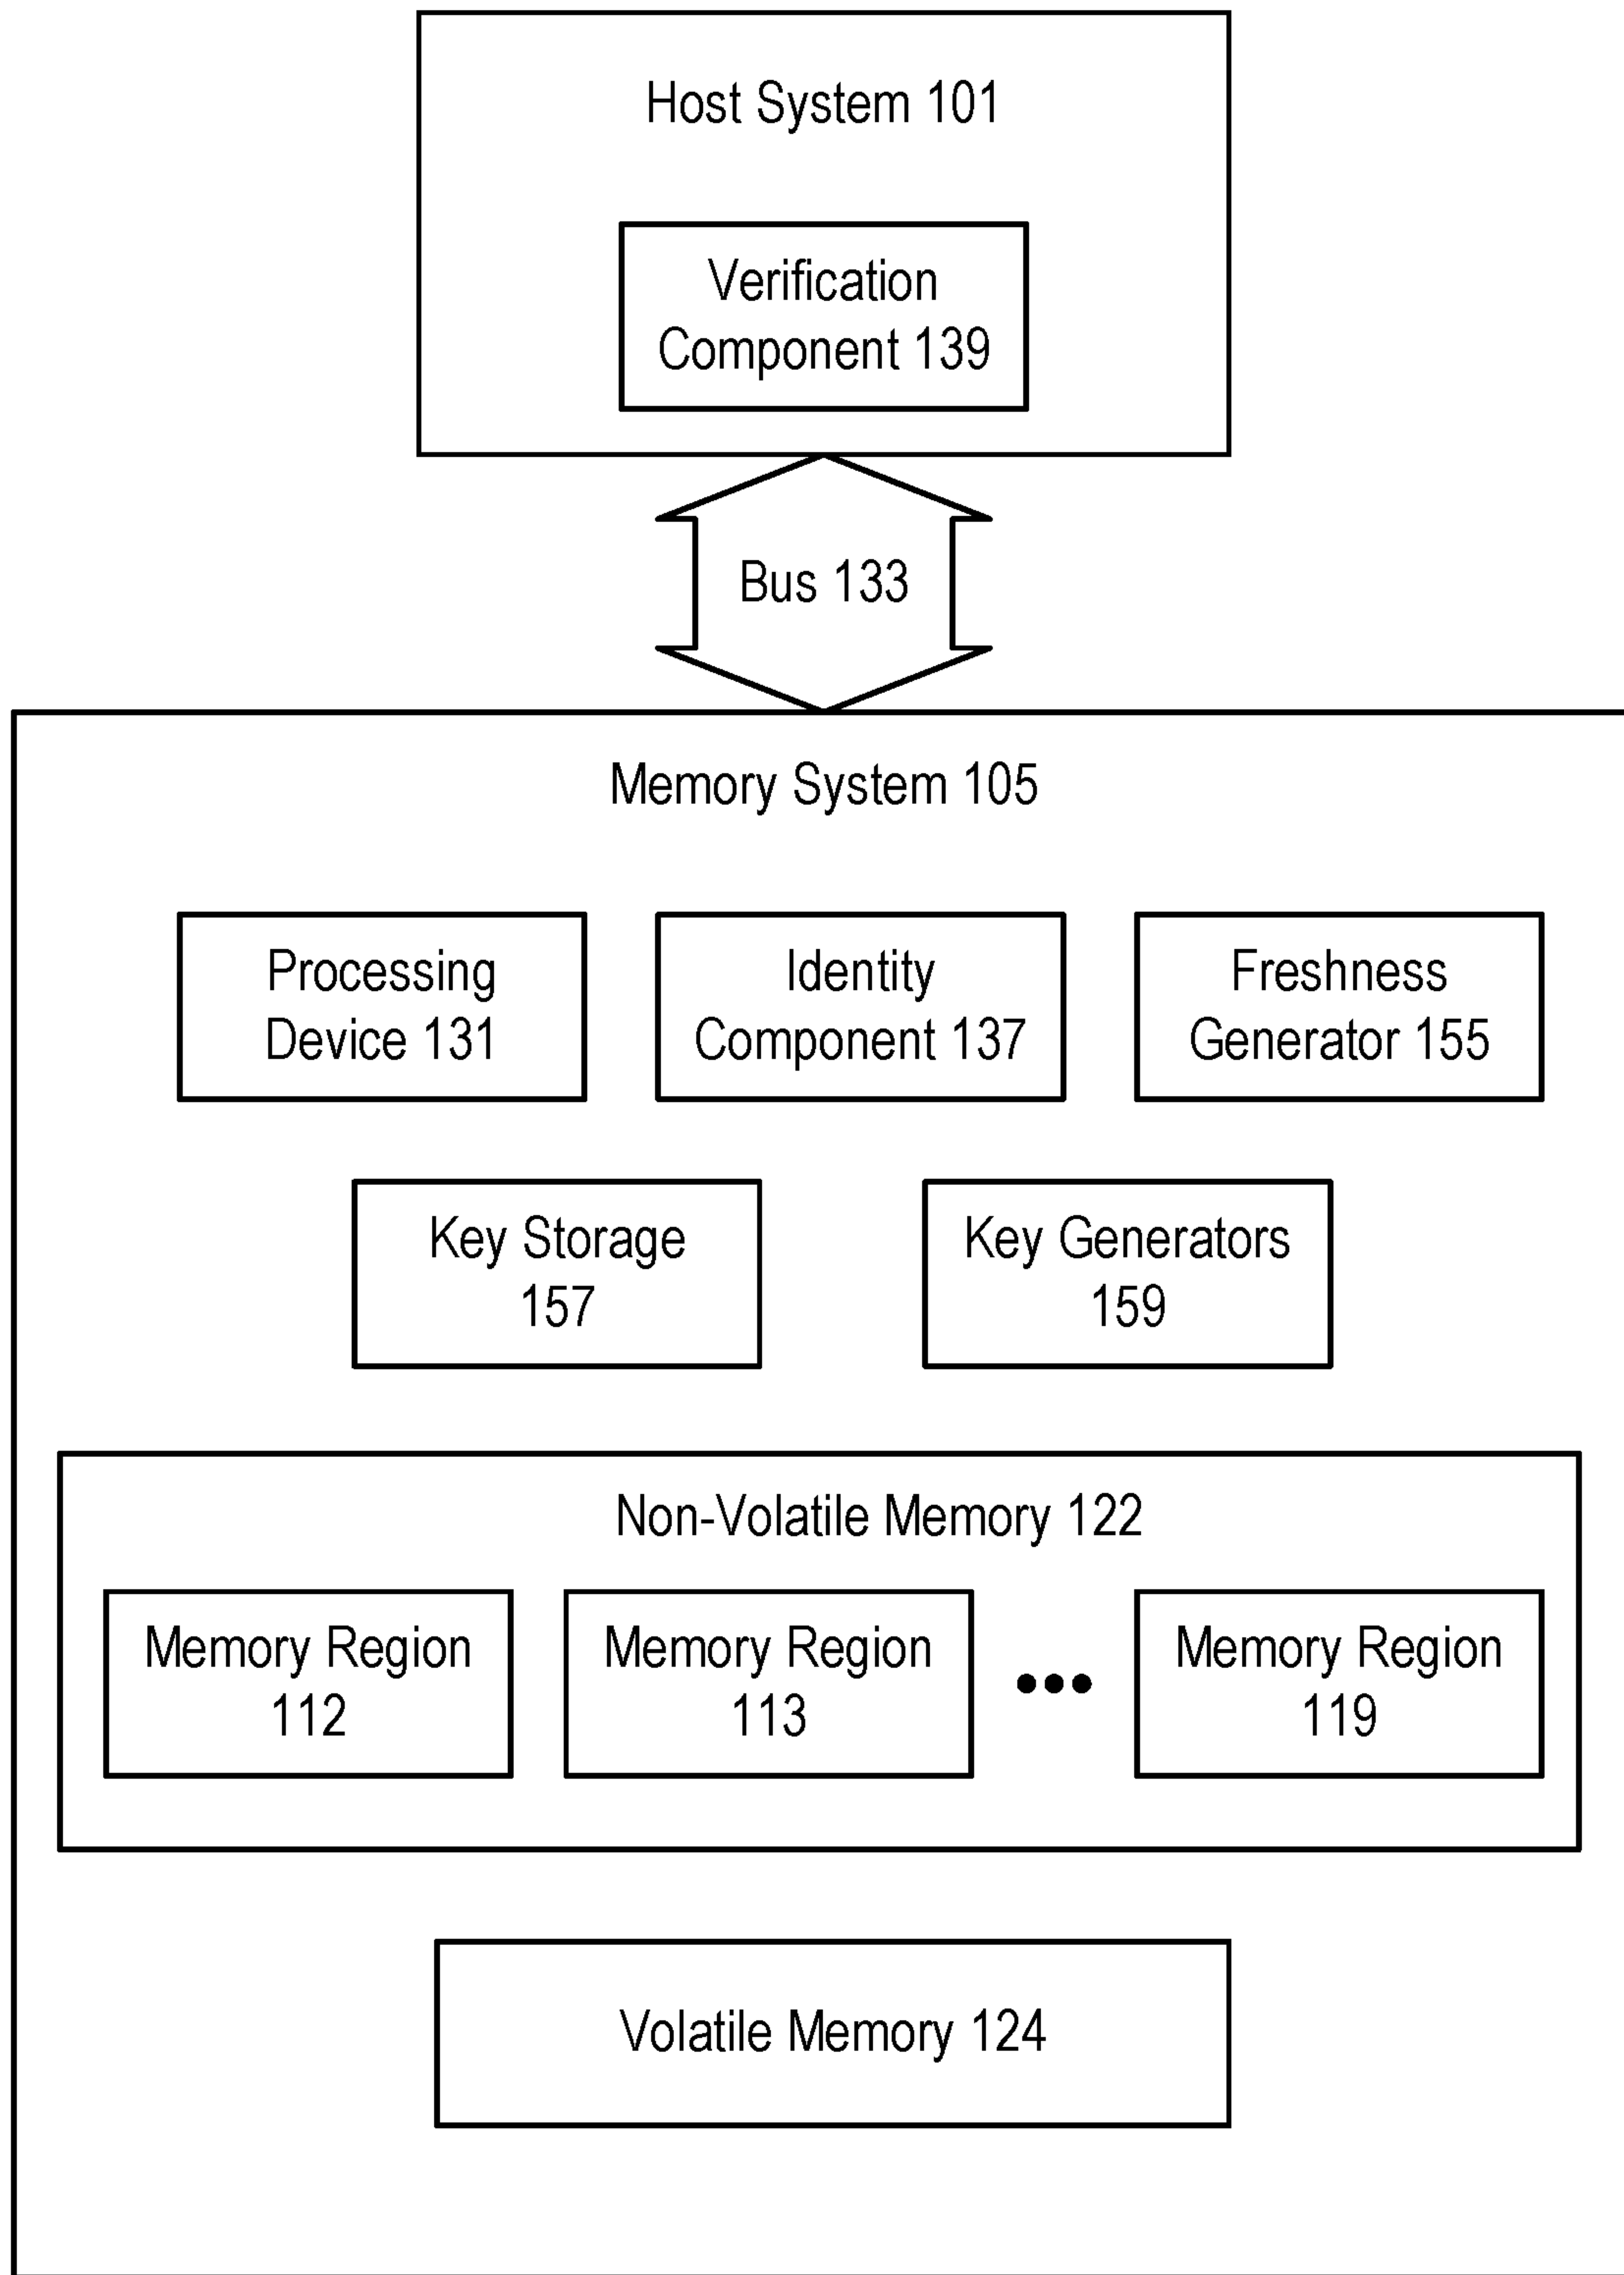 Host System 101
Verification
Component 139
Bus 133
Memory System 105
Processing
Device 131
Identity
Component 137
Freshness
Generator 155
Key Storage
157
Key Generators
159
Non-Volatile Memory 122
Memory Region
112
Memory Region
113
•••
Memory Region
119
Volatile Memory 124